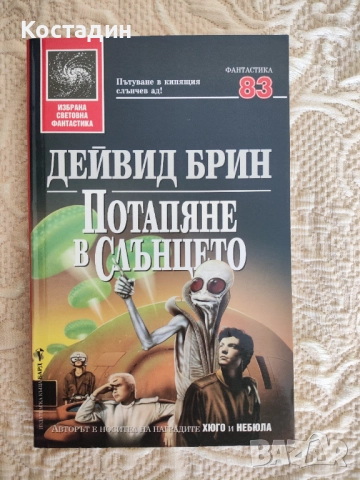 Костадин
ИЗБРАНА
СВЕТОВНА
ФАНТАСТИКА
Пътуване в кипящия
слънчев ад!
ФАНТАСТИКА
83
ДЕЙВИД БРИН
ПОТАПЯНЕ
В СЛЪНЦЕТО
АВТОРЪТ Е НОСИТЕЛ НА НАГРАДИТЕ ХЮГО И НЕБЮЛА
BAZAR